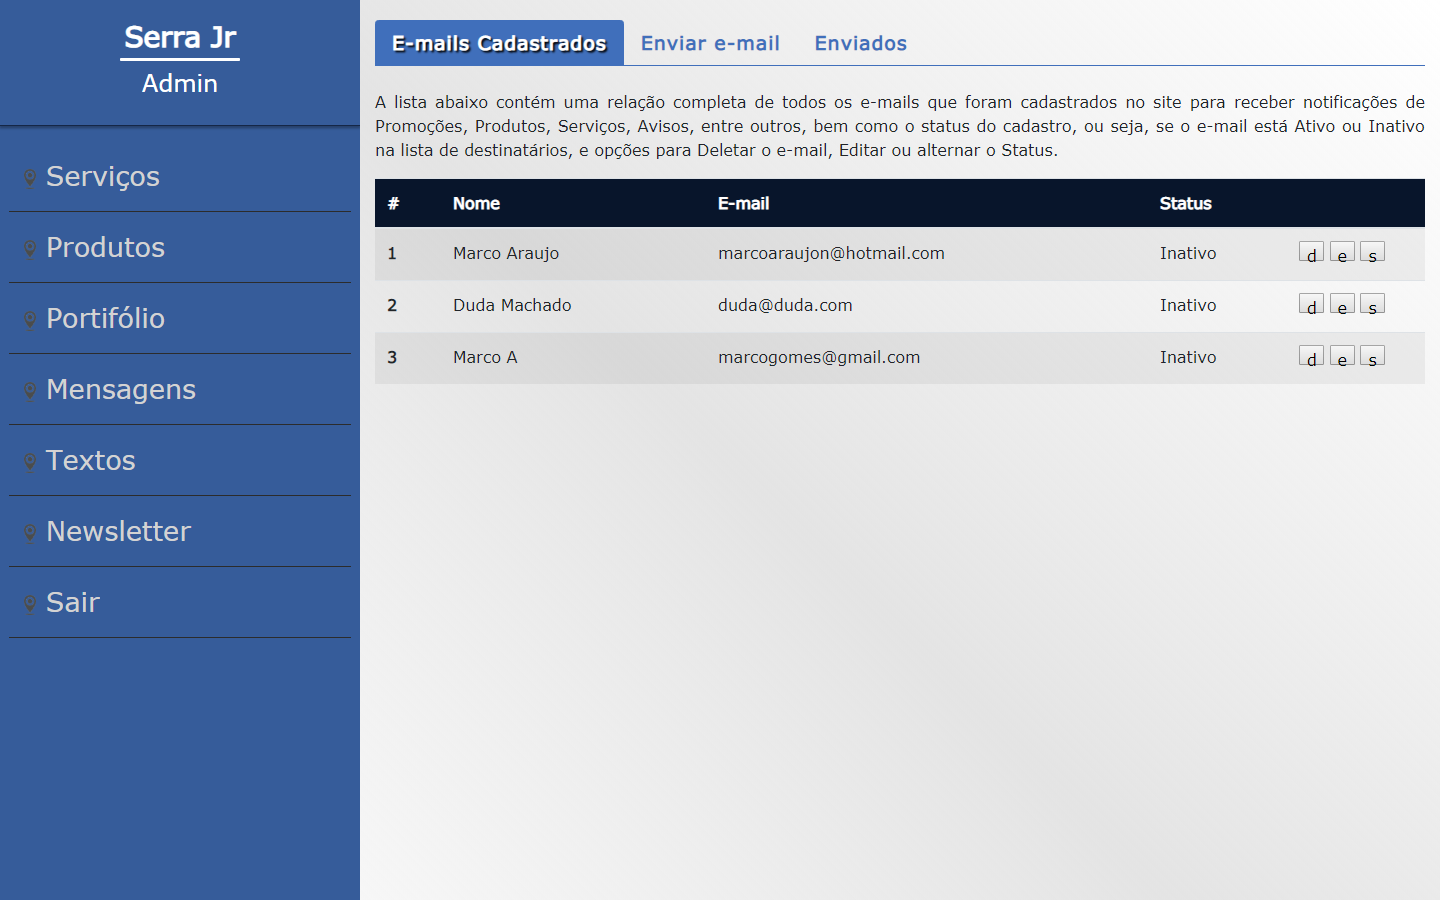 Serra Jr
Admin
Serviços
Produtos
Portifólio
Mensagens
Textos
Newsletter
Sair
E-mails Cadastrados Enviar e-mail Enviados
A lista abaixo contém uma relação completa de todos os e-mails que foram cadastrados no site para receber notificações de
Promoções, Produtos, Serviços, Avisos, entre outros, bem como o status do cadastro, ou seja, se o e-mail está Ativo ou Inativo
na lista de destinatários, e opções para Deletar o e-mail, Editar ou alternar o Status.
# Nome E-mail Status
1 Marco Araujo marcoaraujon@hotmail.com Inativo d e s
2 Duda Machado duda@duda.com Inativo d e s
3 Marco A marcogomes@gmail.com Inativo d e s